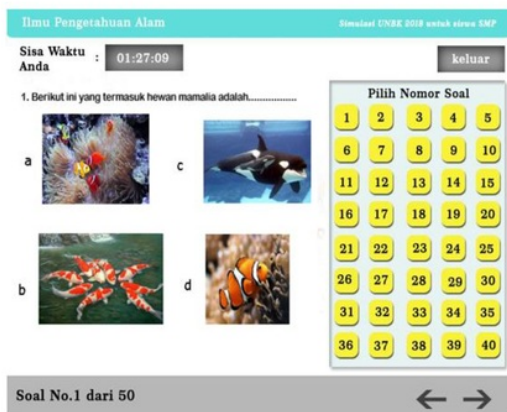 Ilmu Pengetahuan Alam
Simulasi UNBK 2018 untuk siswa SMP
Sisa Waktu : 01:27:09
Anda
keluar
1. Berikut ini yang termasuk hewan mamalia adalah...................
a
c
b
d
Pilih Nomor Soal
1 2 3 4 5
6 7 8 9 10
11 12 13 14 15
16 17 18 19 20
21 22 23 24 25
26 27 28 29 30
31 32 33 34 35
36 37 38 39 40
Soal No.1 dari 50